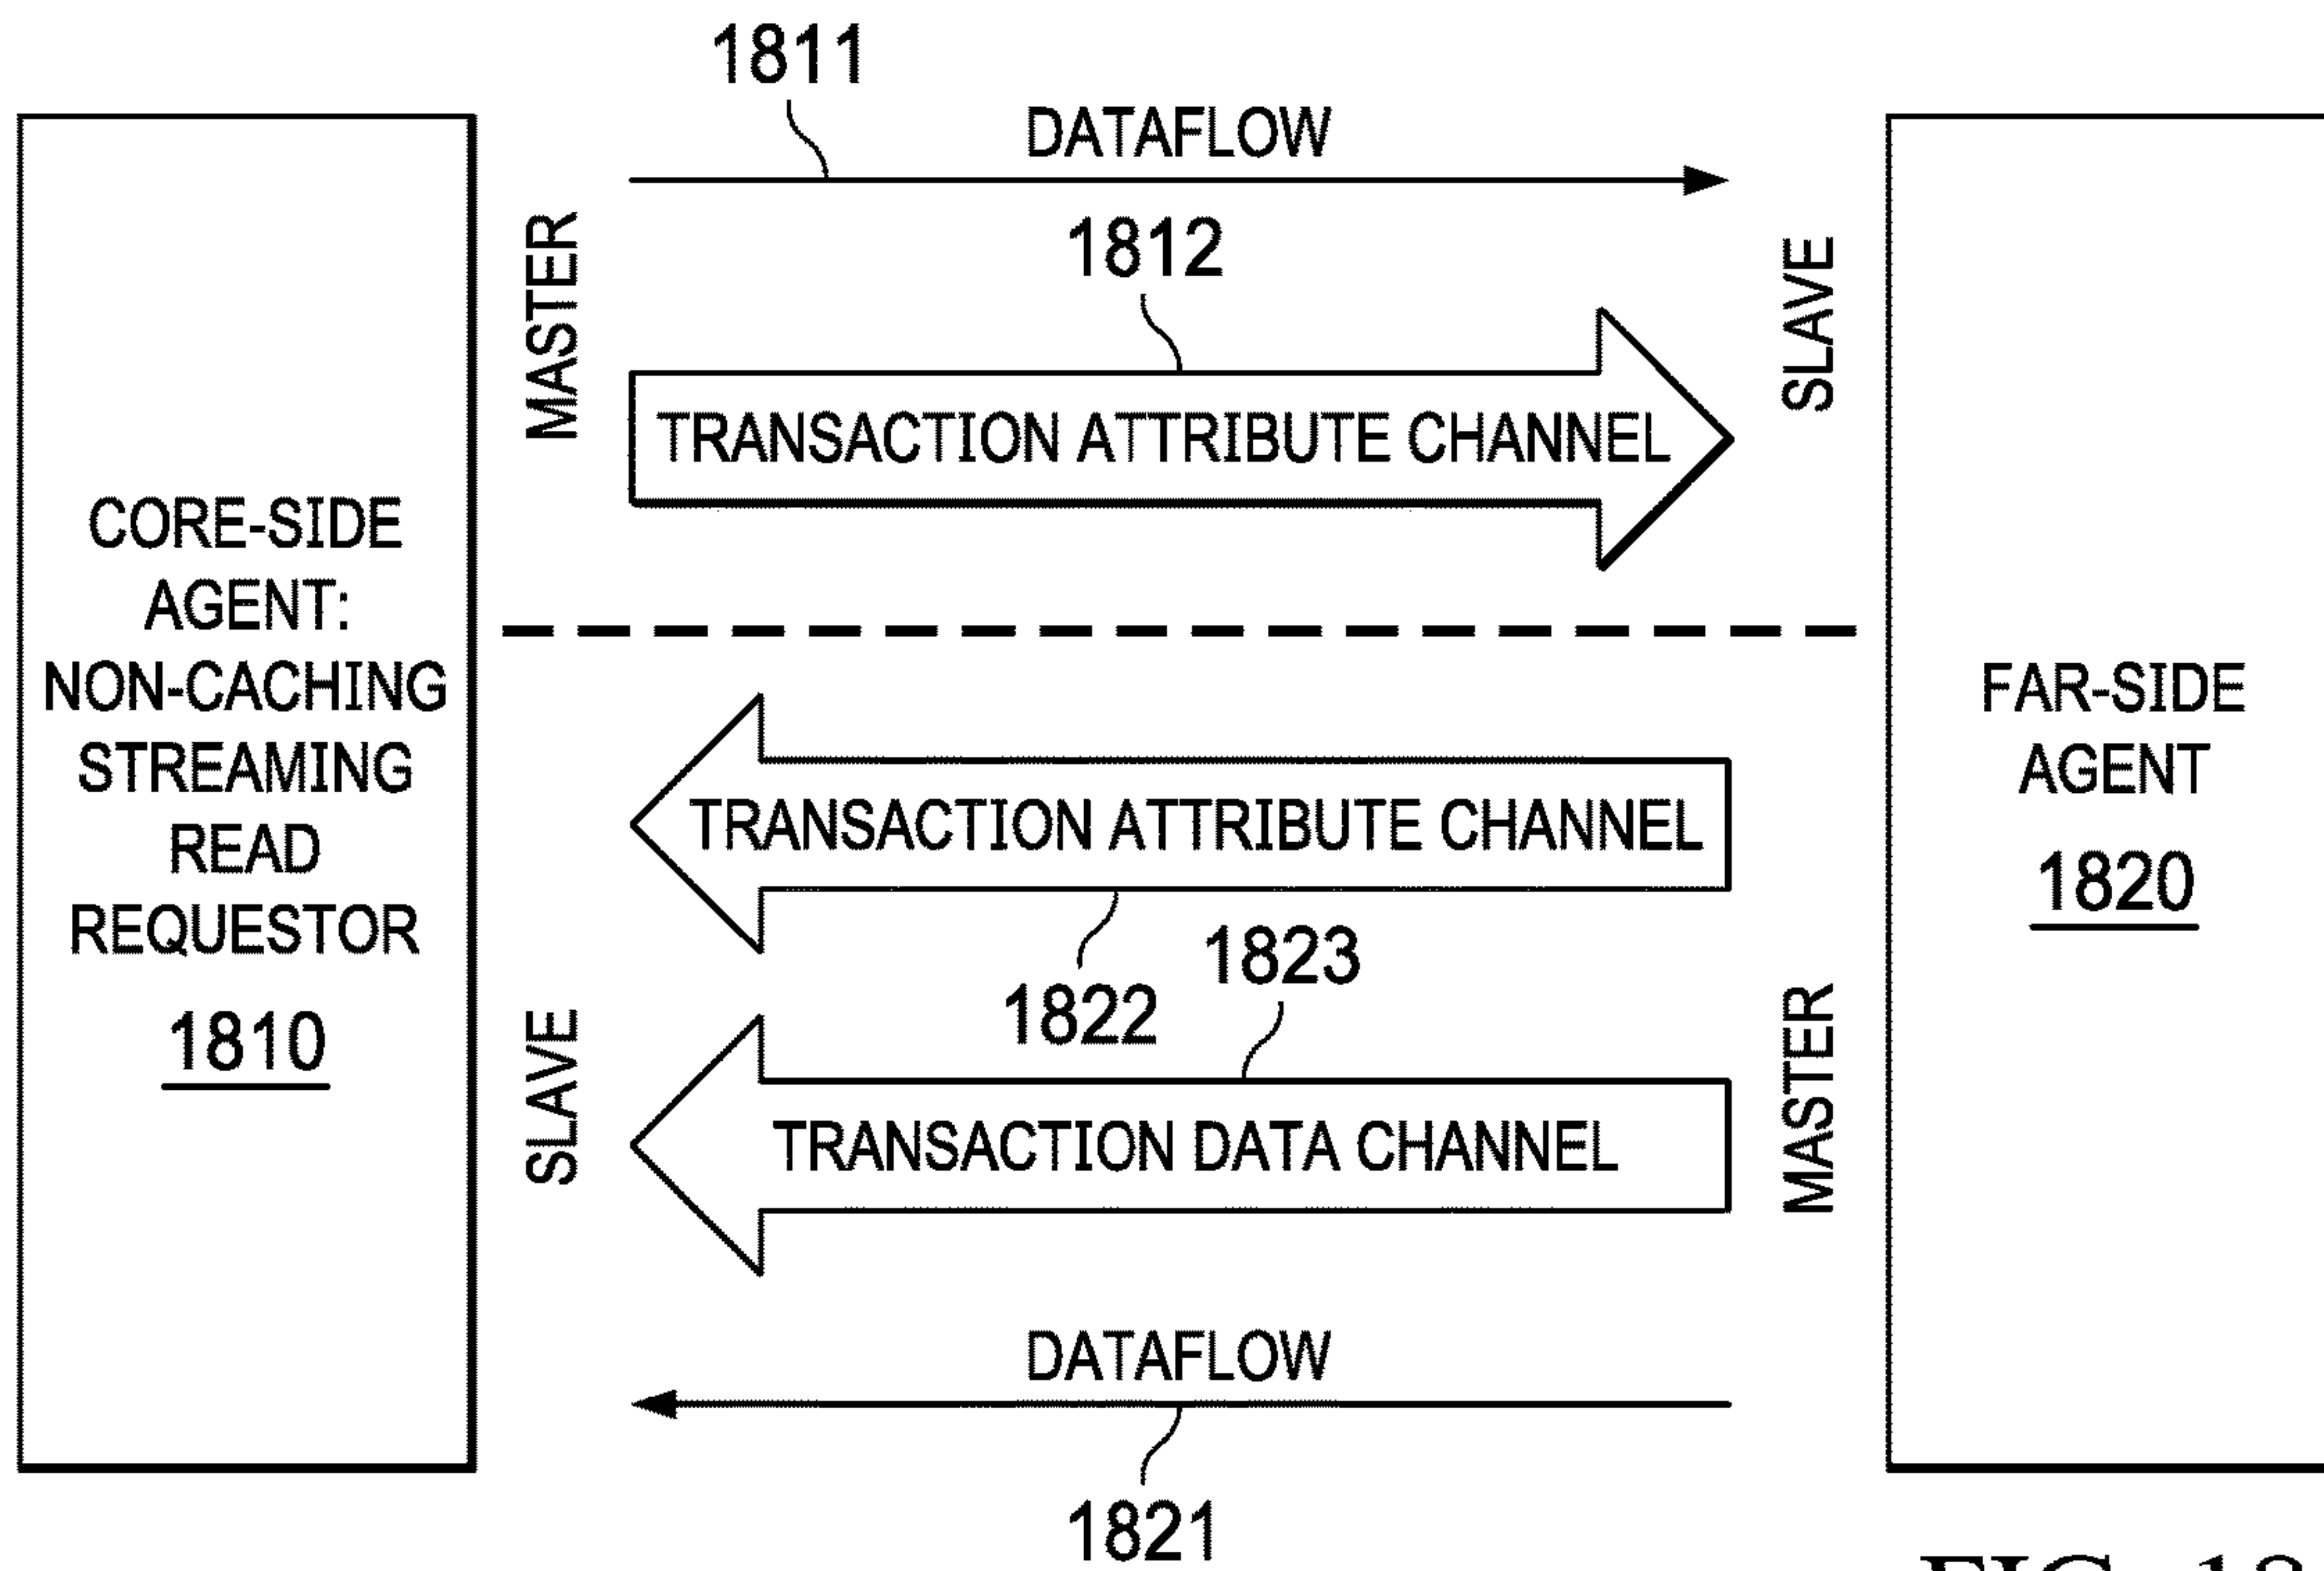 1811
DATAFLOW
1812
MASTER
SLAVE
TRANSACTION ATTRIBUTE CHANNEL
CORE-SIDE
AGENT:
NON-CACHING
STREAMING
READ
REQUESTOR
1810
TRANSACTION ATTRIBUTE CHANNEL
1822
1823
SLAVE
MASTER
TRANSACTION DATA CHANNEL
DATAFLOW
1821
FAR-SIDE
AGENT
1820